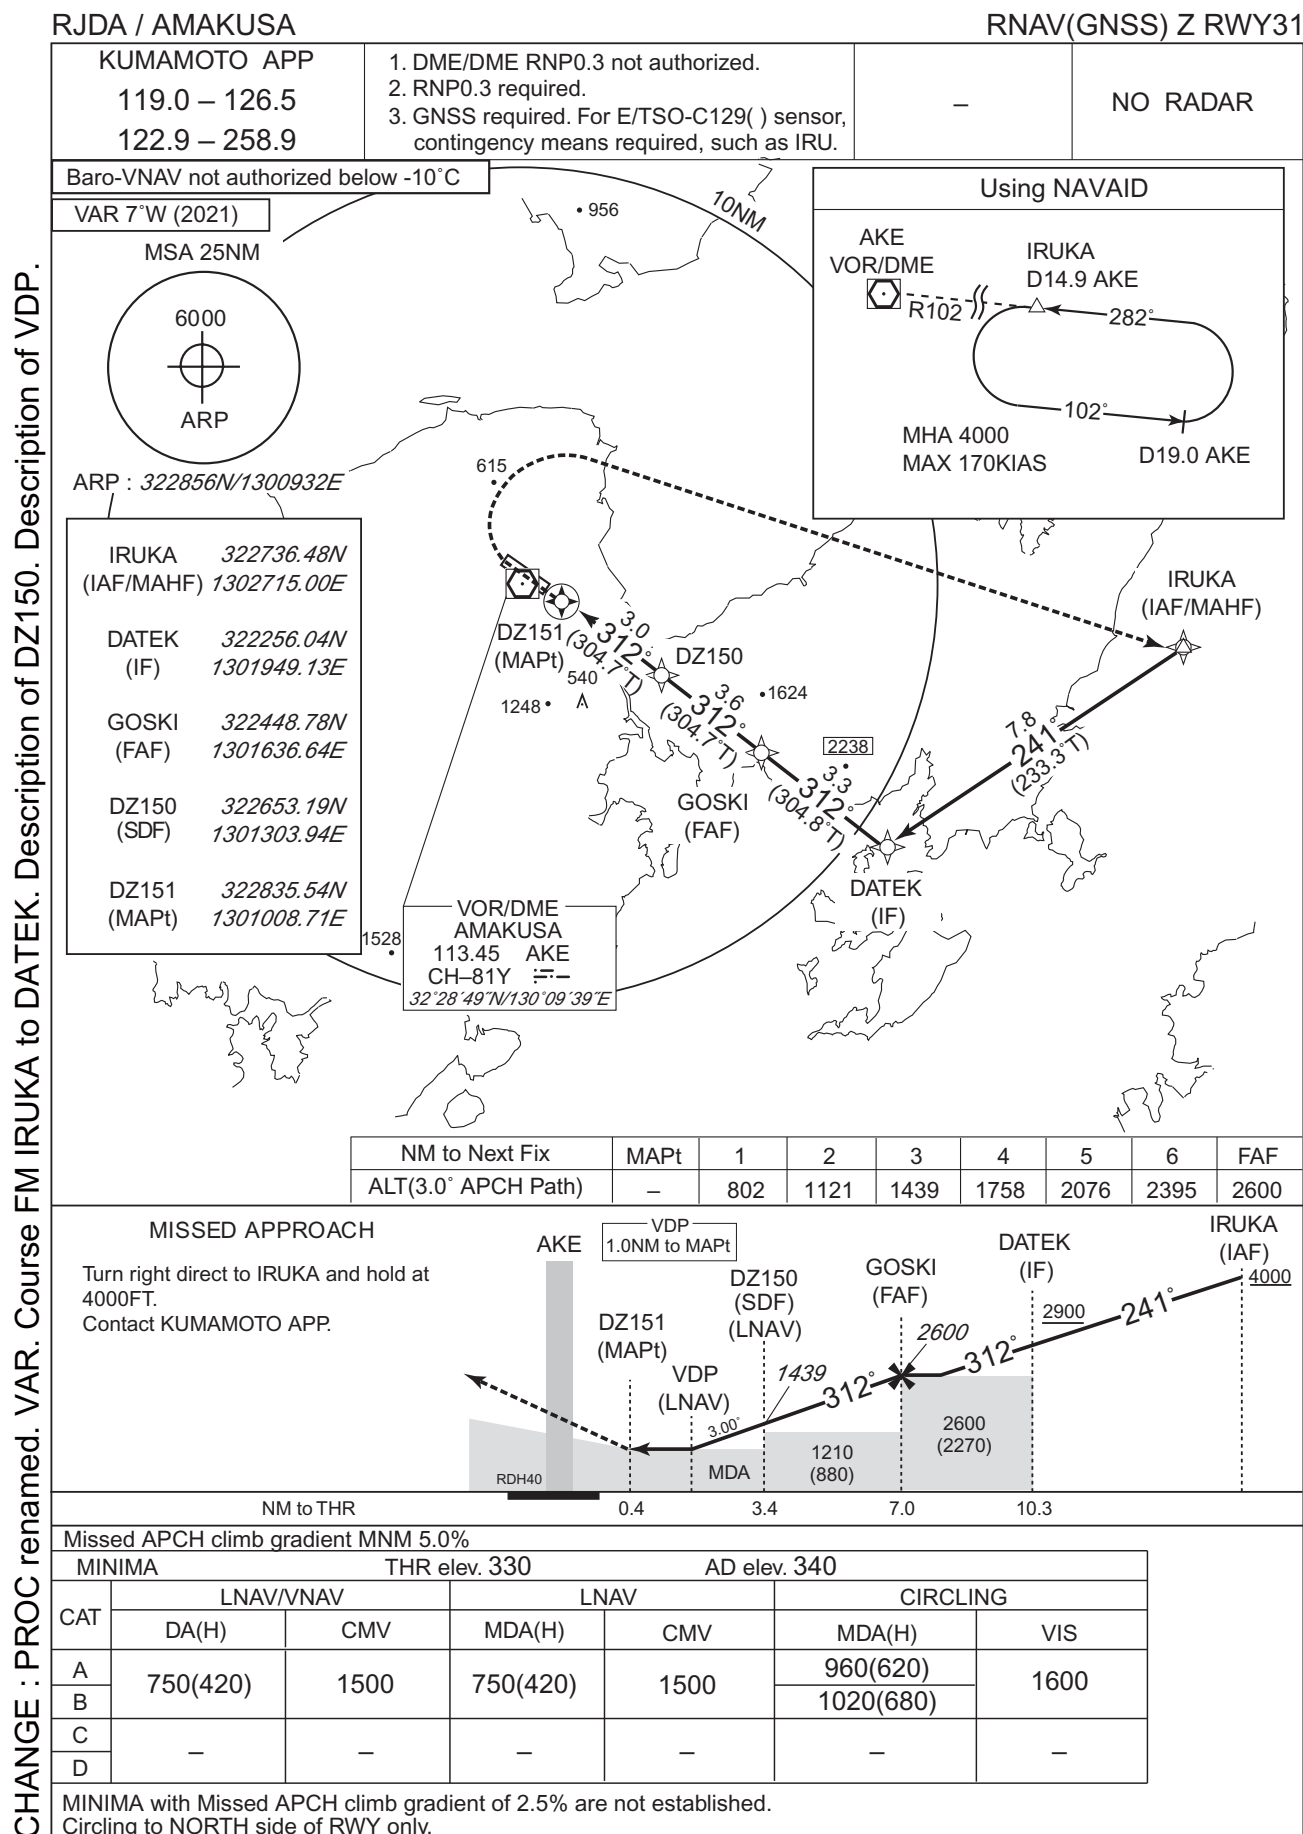 RJDA / AMAKUSA
RNAV(GNSS) Z RWY31
KUMAMOTO APP
119.0 – 126.5
122.9 – 258.9
1. DME/DME RNP0.3 not authorized.
2. RNP0.3 required.
3. GNSS required. For E/TSO-C129( ) sensor,
contingency means required, such as IRU.
–
NO RADAR
Baro-VNAV not authorized below -10˚C
VAR 7˚W (2021)
MSA 25NM
6000
ARP
ARP : 322856N/1300932E
956
10NM
Using NAVAID
AKE
VOR/DME
IRUKA
D14.9 AKE
R102
282˚
102˚
MHA 4000
MAX 170KIAS
D19.0 AKE
615
IRUKA 322736.48N
(IAF/MAHF) 1302715.00E
DATEK 322256.04N
(IF) 1301949.13E
GOSKI 322448.78N
(FAF) 1301636.64E
DZ150 322653.19N
(SDF) 1301303.94E
DZ151 322835.54N
(MAPt) 1301008.71E
IRUKA
(IAF/MAHF)
DZ151
(MAPt)
3.0
312˚
(304.7˚T)
DZ150
540
1248
3.6
312˚
(304.7˚T)
1624
2238
3.3
312˚
(304.8˚T)
GOSKI
(FAF)
7.8
241˚
(233.3˚T)
DATEK
(IF)
1528
VOR/DME
AMAKUSA
113.45 AKE
CH–81Y
32˚28´49˝N/130˚09´39˝E
NM to Next Fix MAPt 1 2 3 4 5 6 FAF
ALT(3.0˚ APCH Path) – 802 1121 1439 1758 2076 2395 2600
MISSED APPROACH
Turn right direct to IRUKA and hold at
4000FT.
Contact KUMAMOTO APP.
AKE
VDP
1.0NM to MAPt
DZ151
(MAPt)
VDP
(LNAV)
DZ150
(SDF)
(LNAV)
GOSKI
(FAF)
DATEK
(IF)
IRUKA
(IAF)
4000
2900
241˚
2600
312˚
1439
312˚
3.00˚
2600
(2270)
1210
(880)
MDA
RDH40
NM to THR 0.4 3.4 7.0 10.3
Missed APCH climb gradient MNM 5.0%
MINIMA THR elev. 330 AD elev. 340
CAT LNAV/VNAV LNAV CIRCLING
DA(H) CMV MDA(H) CMV MDA(H) VIS
A 750(420) 1500 750(420) 1500 960(620) 1600
B 1020(680)
C – – – – – –
D
MINIMA with Missed APCH climb gradient of 2.5% are not established.
Circling to NORTH side of RWY only.
CHANGE : PROC renamed. VAR. Course FM IRUKA to DATEK. Description of DZ150. Description of VDP.